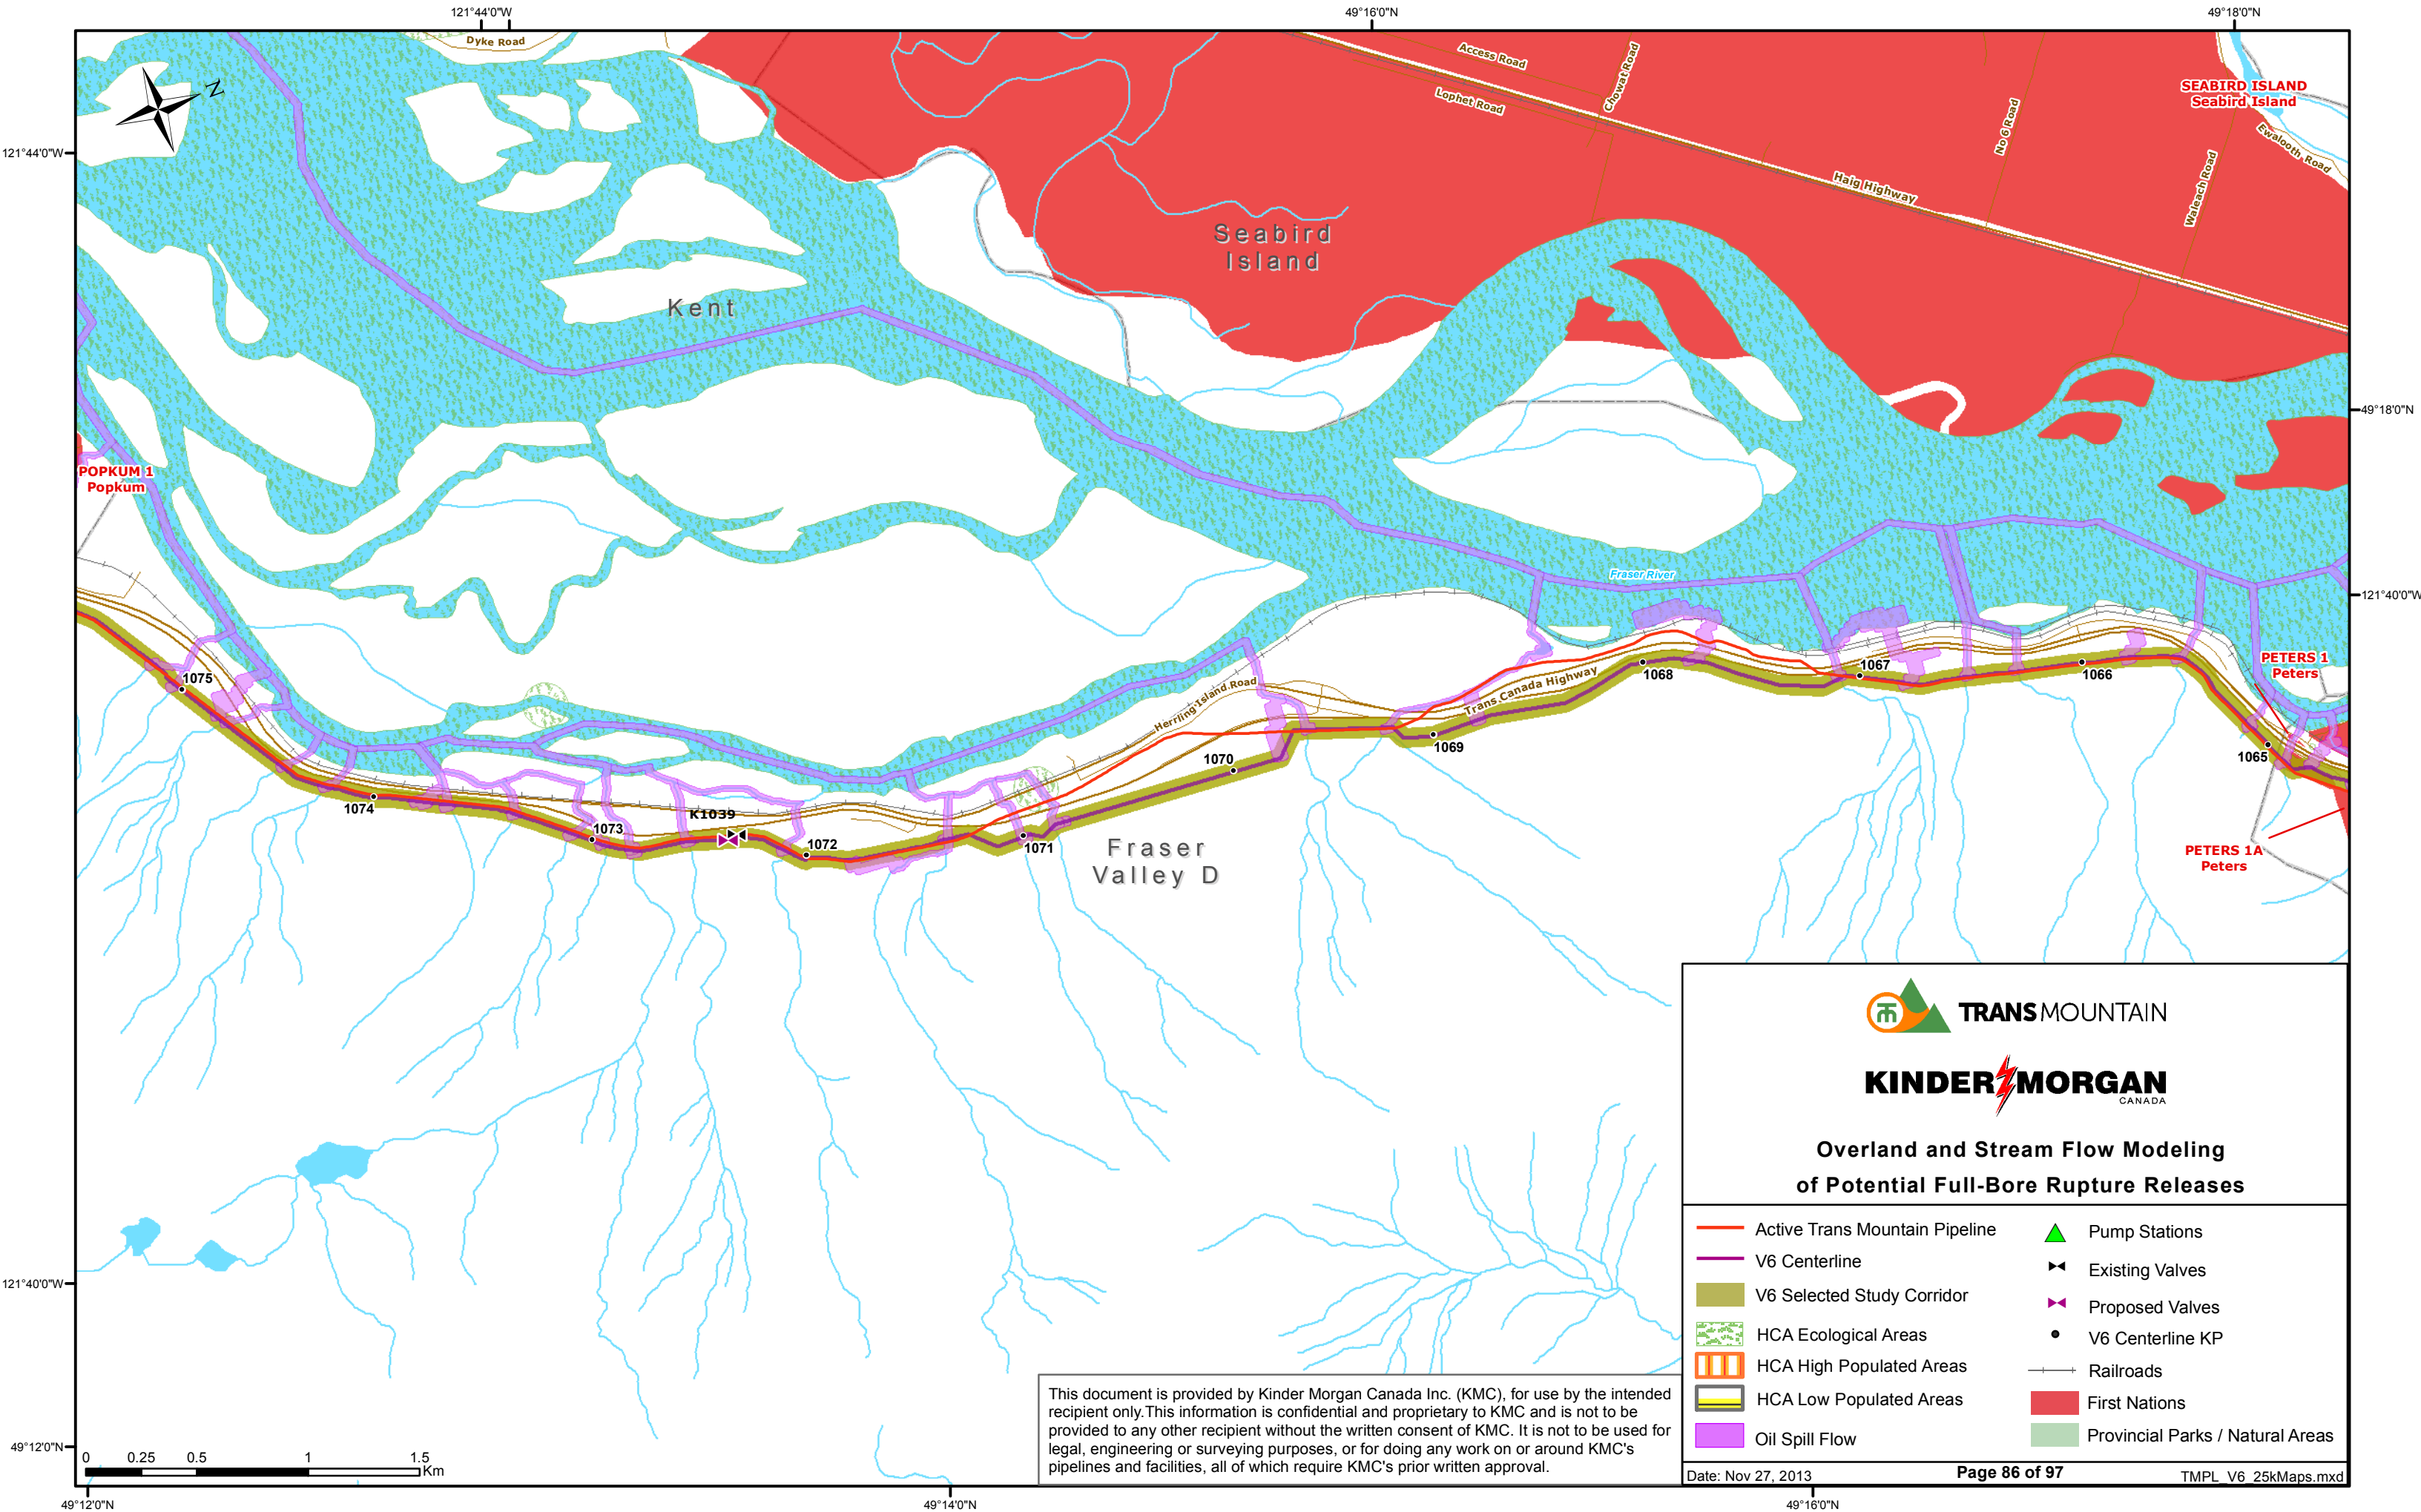 121°44'0"W
49°16'0"N
49°18'0"N
Dyke Road
N
Access Road
Lophet Road
Chowat Road
No 6 Road
SEABIRD ISLAND
Seabird Island
Ewalooth Road
Waleach Road
Haig Highway
121°44'0"W
Seabird
Island
Kent
49°18'0"N
POPKUM 1
Popkum
Fraser River
121°40'0"W
1075
1074
1073
K1039
1072
1071
1070
1069
1068
1067
1066
1065
Herrling Island Road
Trans Canada Highway
PETERS 1
Peters
PETERS 1A
Peters
Fraser
Valley D
121°40'0"W
49°12'0"N
0 0.25 0.5 1 1.5
Km
This document is provided by Kinder Morgan Canada Inc. (KMC), for use by the intended
recipient only.This information is confidential and proprietary to KMC and is not to be
provided to any other recipient without the written consent of KMC. It is not to be used for
legal, engineering or surveying purposes, or for doing any work on or around KMC's
pipelines and facilities, all of which require KMC's prior written approval.
TRANSMOUNTAIN
KINDER MORGAN
CANADA
Overland and Stream Flow Modeling
of Potential Full-Bore Rupture Releases
Active Trans Mountain Pipeline
V6 Centerline
V6 Selected Study Corridor
HCA Ecological Areas
HCA High Populated Areas
HCA Low Populated Areas
Oil Spill Flow
Pump Stations
Existing Valves
Proposed Valves
V6 Centerline KP
Railroads
First Nations
Provincial Parks / Natural Areas
Date: Nov 27, 2013
Page 86 of 97
TMPL_V6_25kMaps.mxd
49°12'0"N
49°14'0"N
49°16'0"N